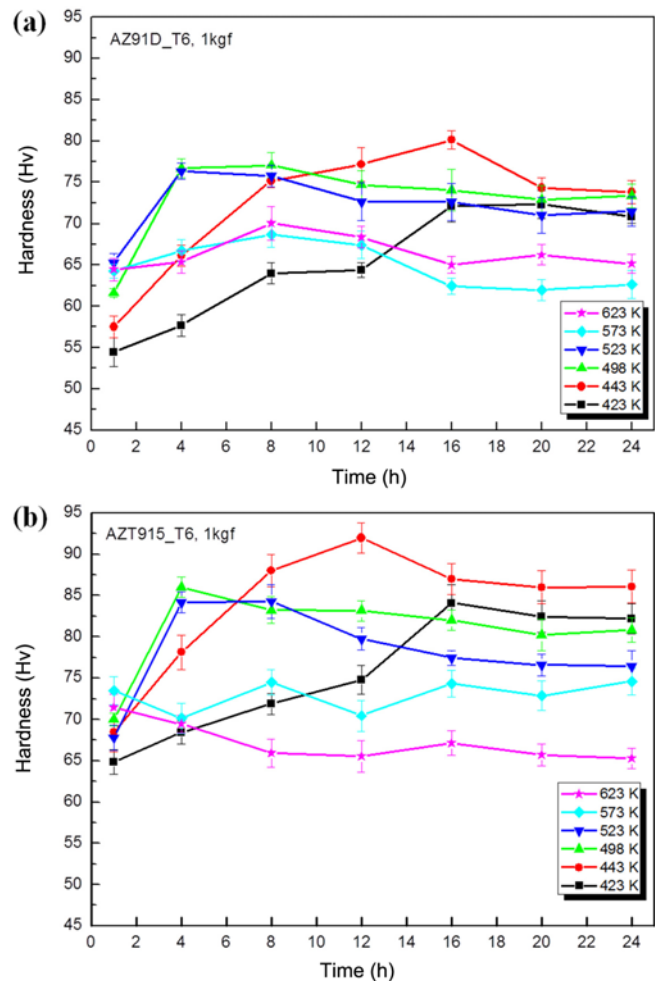 (a)
AZ91D_T6, 1kgf
Hardness (Hv)
95
90
85
80
75
70
65
60
55
50
45
623 K
573 K
523 K
498 K
443 K
423 K
0 2 4 6 8 10 12 14 16 18 20 22 24
Time (h)
(b)
AZT915_T6, 1kgf
Hardness (Hv)
95
90
85
80
75
70
65
60
55
50
45
623 K
573 K
523 K
498 K
443 K
423 K
0 2 4 6 8 10 12 14 16 18 20 22 24
Time (h)